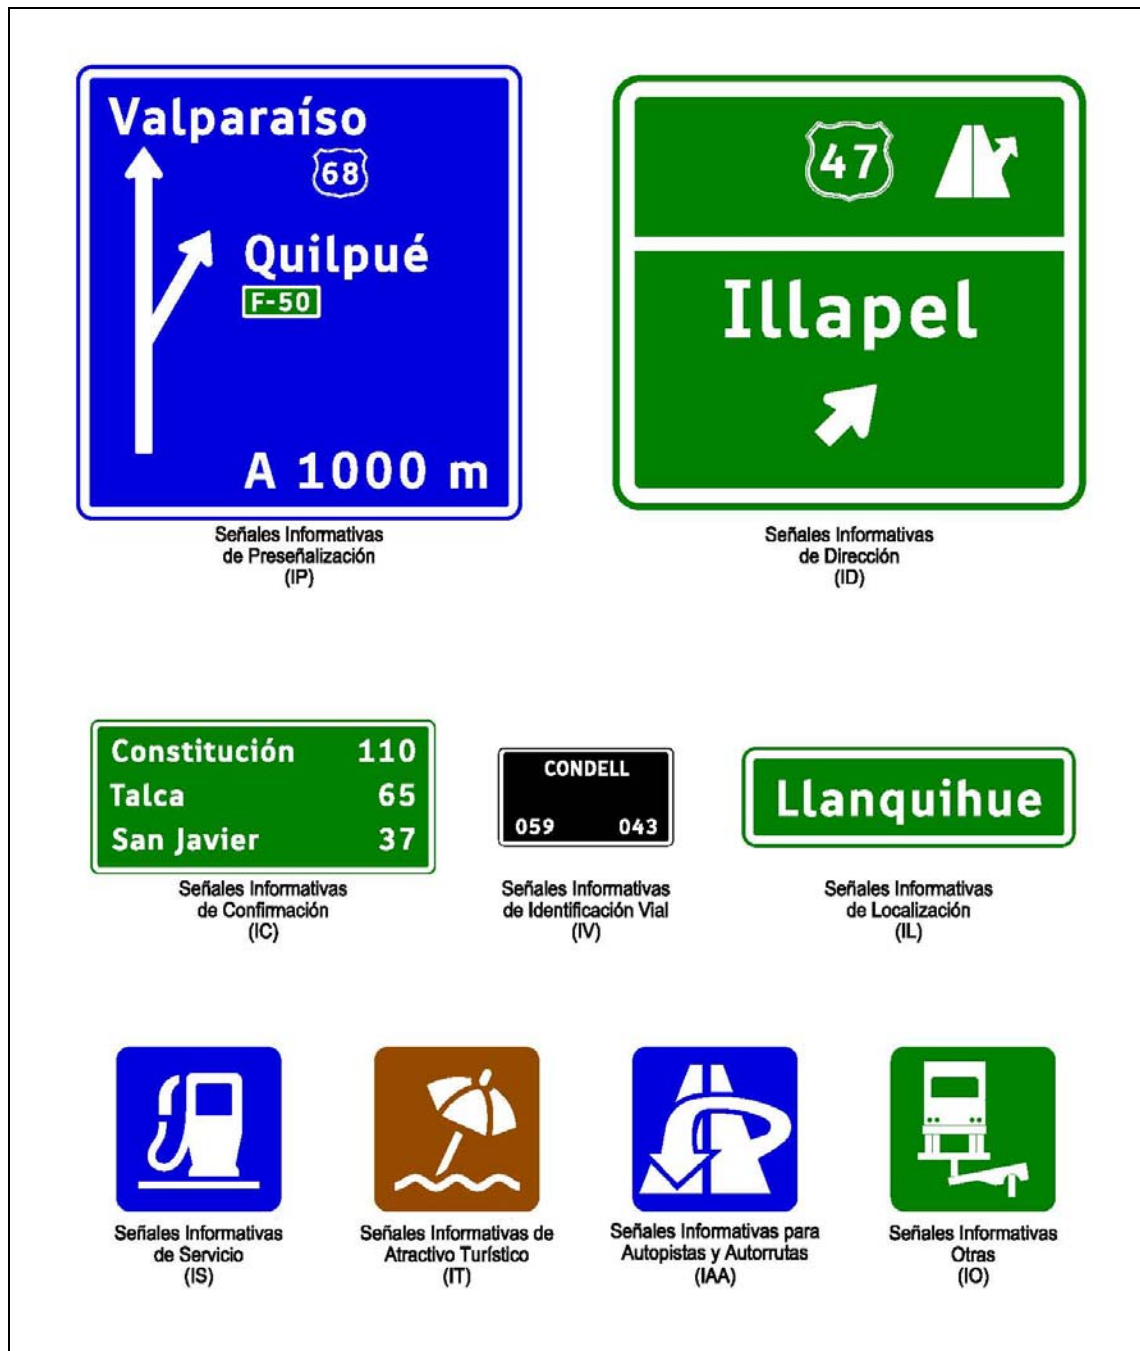 Valparaíso
68
Quilpué
F-50
A 1000 m
Señales Informativas
de Preseñalización
(IP)
47
Illapel
Señales Informativas
de Dirección
(ID)
Constitución 110
Talca 65
San Javier 37
Señales Informativas
de Confirmación
(IC)
CONDELL
059 043
Señales Informativas
de Identificación Vial
(IV)
Llanquihue
Señales Informativas
de Localización
(IL)
Señales Informativas
de Servicio
(IS)
Señales Informativas de
Atractivo Turístico
(IT)
Señales Informativas para
Autopistas y Autorrutas
(IAA)
Señales Informativas
Otras
(IO)